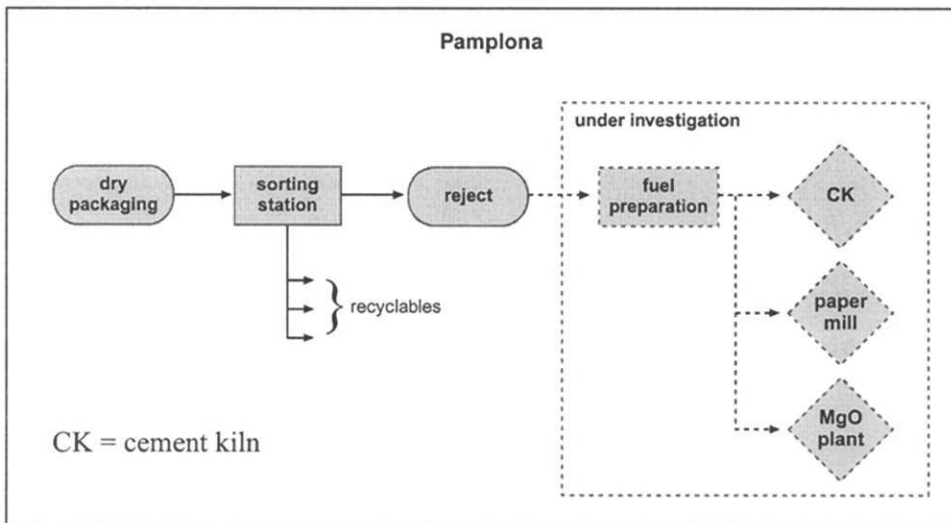 Pamplona
under investigation
dry
packaging
sorting
station
reject
fuel
preparation
CK
recyclables
paper
mill
MgO
plant
CK = cement kiln